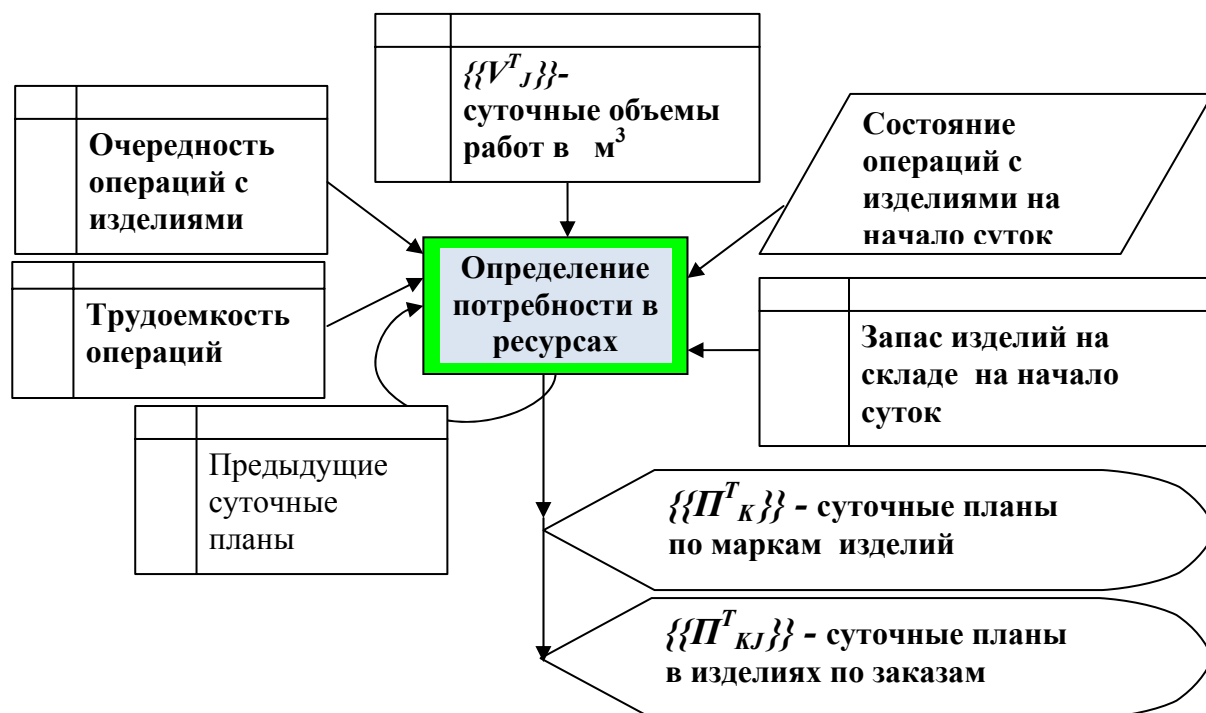 {{V^T_J}}-
суточные объемы
работ в м³
Очередность
операций с
изделиями
Состояние
операций с
изделиями на
начало суток
Определение
потребности в
ресурсах
Трудоемкость
операций
Запас изделий на
складе на начало
суток
Предыдущие
суточные
планы
{{П^T_K}} - суточные планы
по маркам изделий
{{П^T_KJ}} - суточные планы
в изделиях по заказам